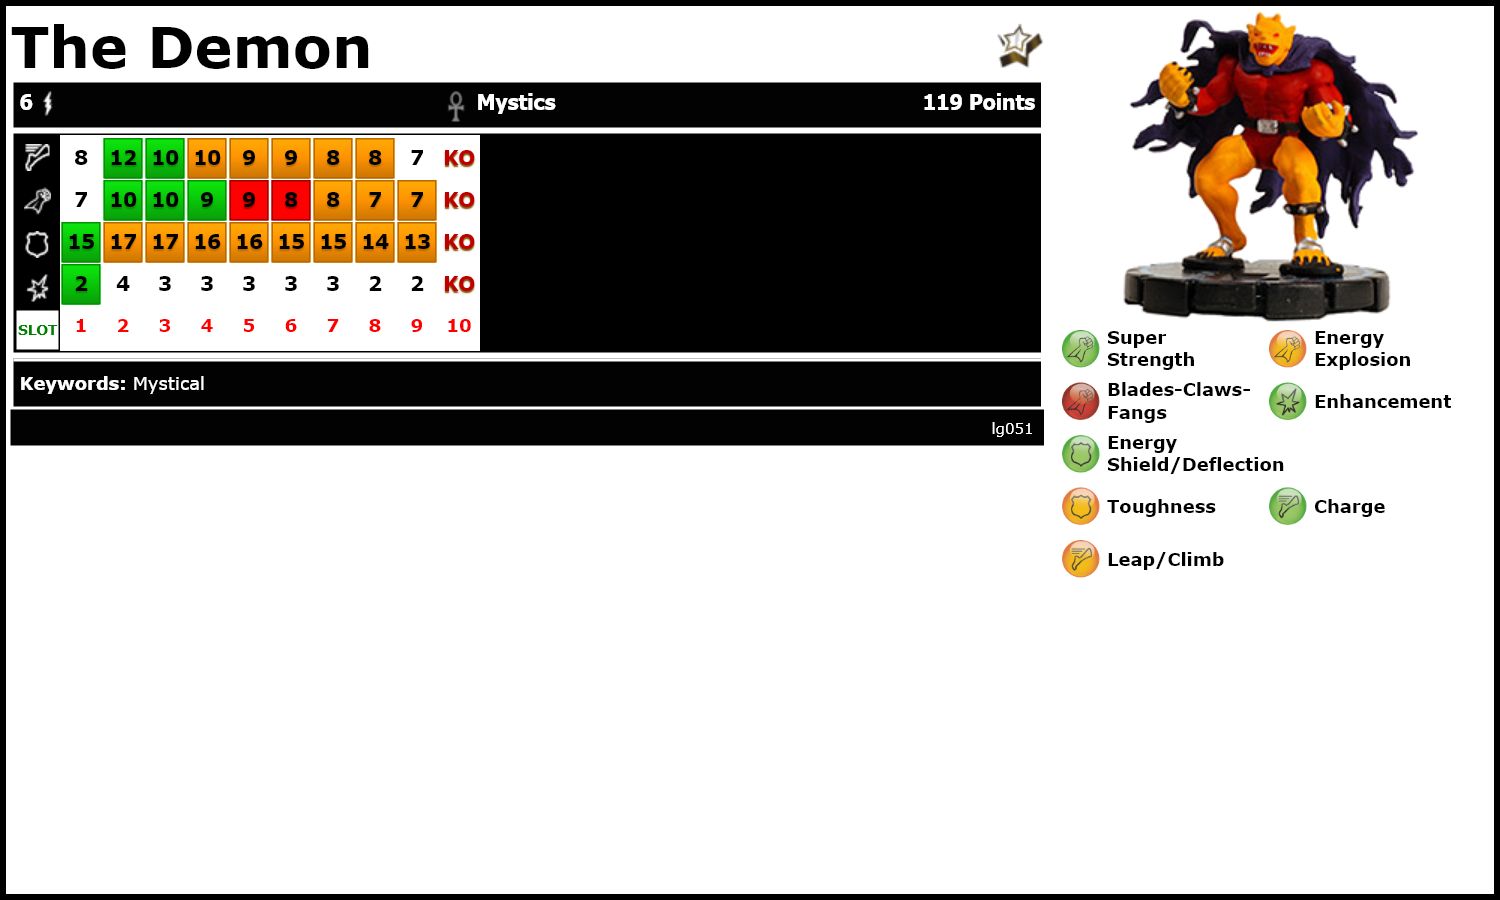 The Demon
6 Mystics 119 Points
8 12 10 10 9 9 8 8 7 KO
7 10 10 9 9 8 8 7 7 KO
15 17 17 16 16 15 15 14 13 KO
2 4 3 3 3 3 3 2 2 KO
SLOT 1 2 3 4 5 6 7 8 9 10
Keywords: Mystical
lg051
Super
Strength
Energy
Explosion
Blades-Claws-
Fangs
Enhancement
Energy
Shield/Deflection
Toughness
Charge
Leap/Climb